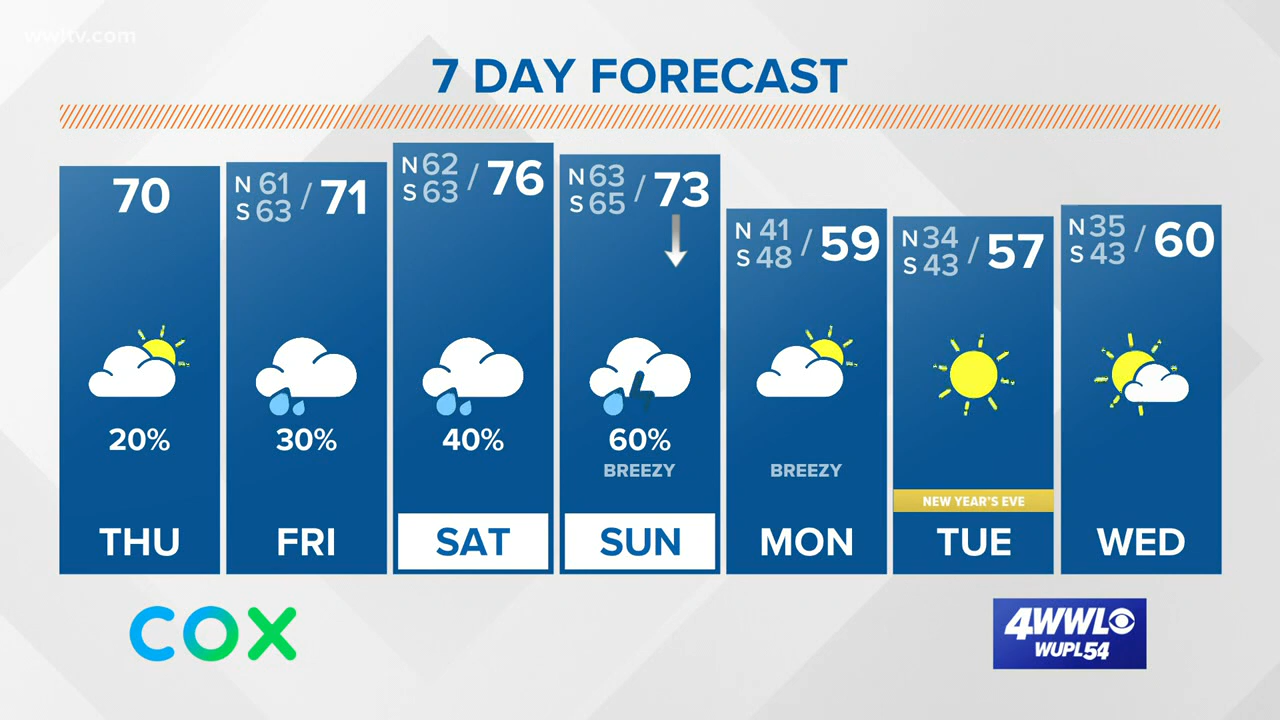 wwltv.com
7 DAY FORECAST
70
20%
THU
N 61
S 63
/ 71
30%
FRI
N 62
S 63
/ 76
40%
SAT
N 63
S 65
/ 73
60%
BREEZY
SUN
N 41
S 48
/ 59
BREEZY
MON
N 34
S 43
/ 57
NEW YEAR'S EVE
TUE
N 35
S 43
/ 60
WED
COX
4WWL
WUPL54